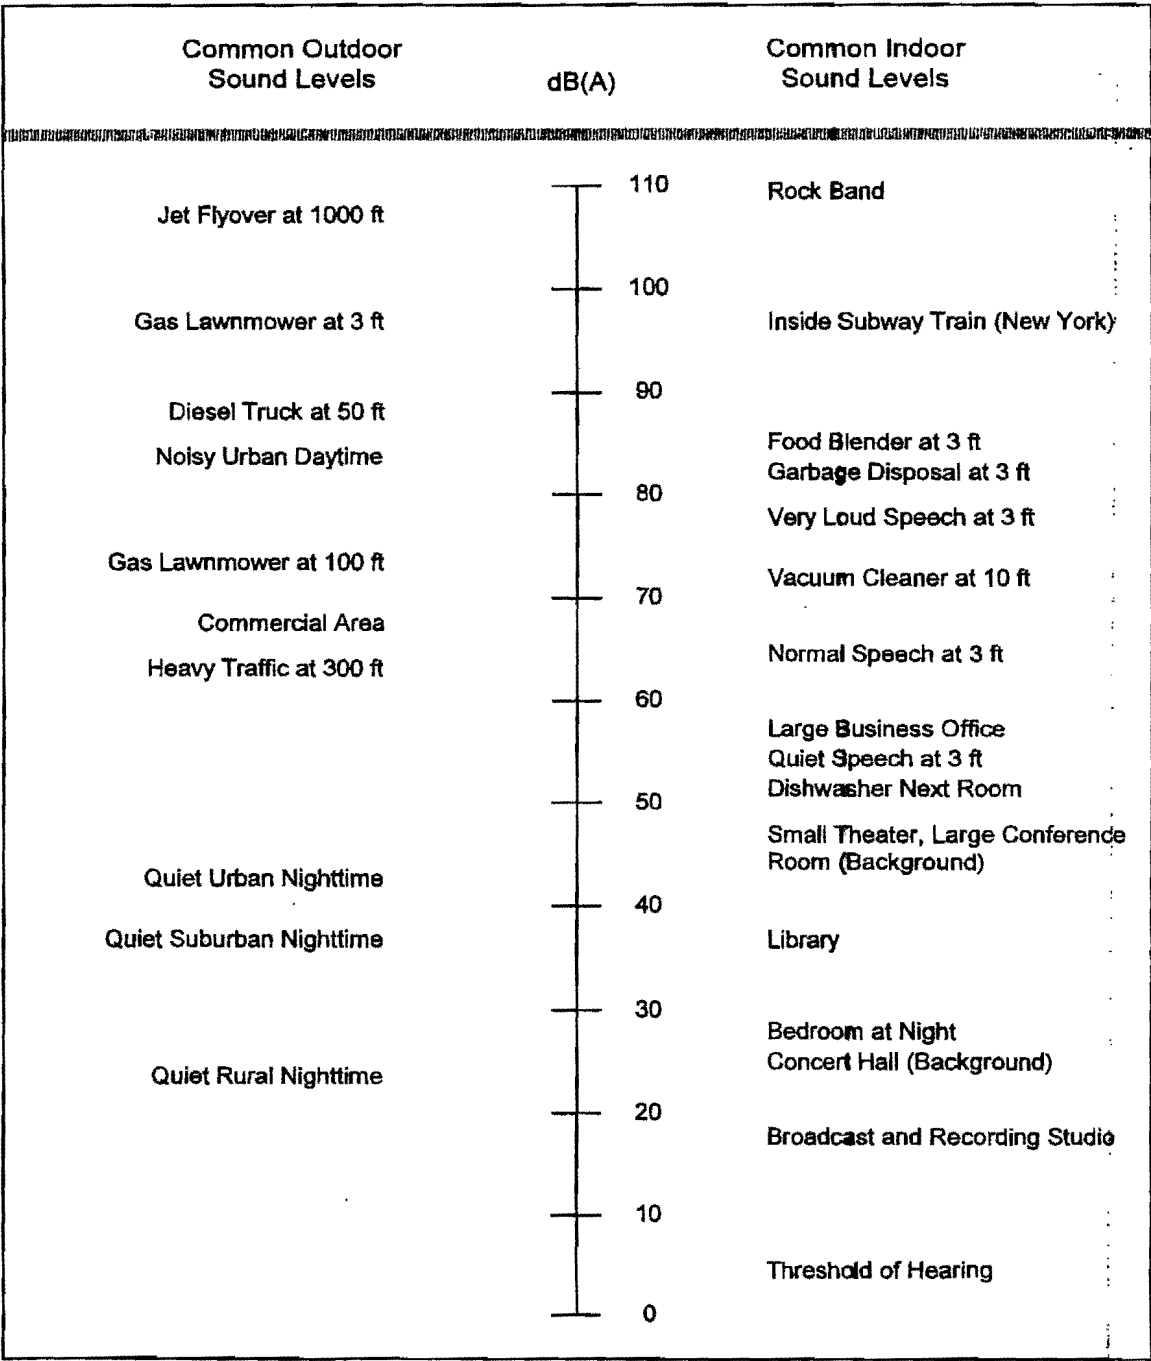 Common Outdoor
Sound Levels
dB(A)
Common Indoor
Sound Levels
110
Rock Band
Jet Flyover at 1000 ft
100
Gas Lawnmower at 3 ft
Inside Subway Train (New York)
90
Diesel Truck at 50 ft
Food Blender at 3 ft
Noisy Urban Daytime
Garbage Disposal at 3 ft
80
Very Loud Speech at 3 ft
Gas Lawnmower at 100 ft
Vacuum Cleaner at 10 ft
70
Commercial Area
Normal Speech at 3 ft
Heavy Traffic at 300 ft
60
Large Business Office
Quiet Speech at 3 ft
Dishwasher Next Room
50
Small Theater, Large Conference
Room (Background)
Quiet Urban Nighttime
40
Quiet Suburban Nighttime
Library
30
Bedroom at Night
Concert Hall (Background)
Quiet Rural Nighttime
20
Broadcast and Recording Studio
10
Threshold of Hearing
0